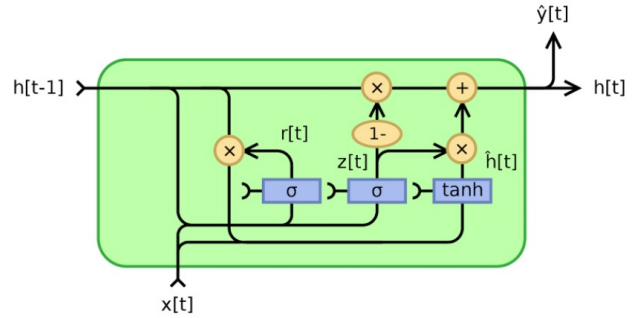 ŷ[t]
h[t-1]
×
+
h[t]
1-
r[t]
×
z[t]
×
ĥ[t]
σ
σ
tanh
x[t]